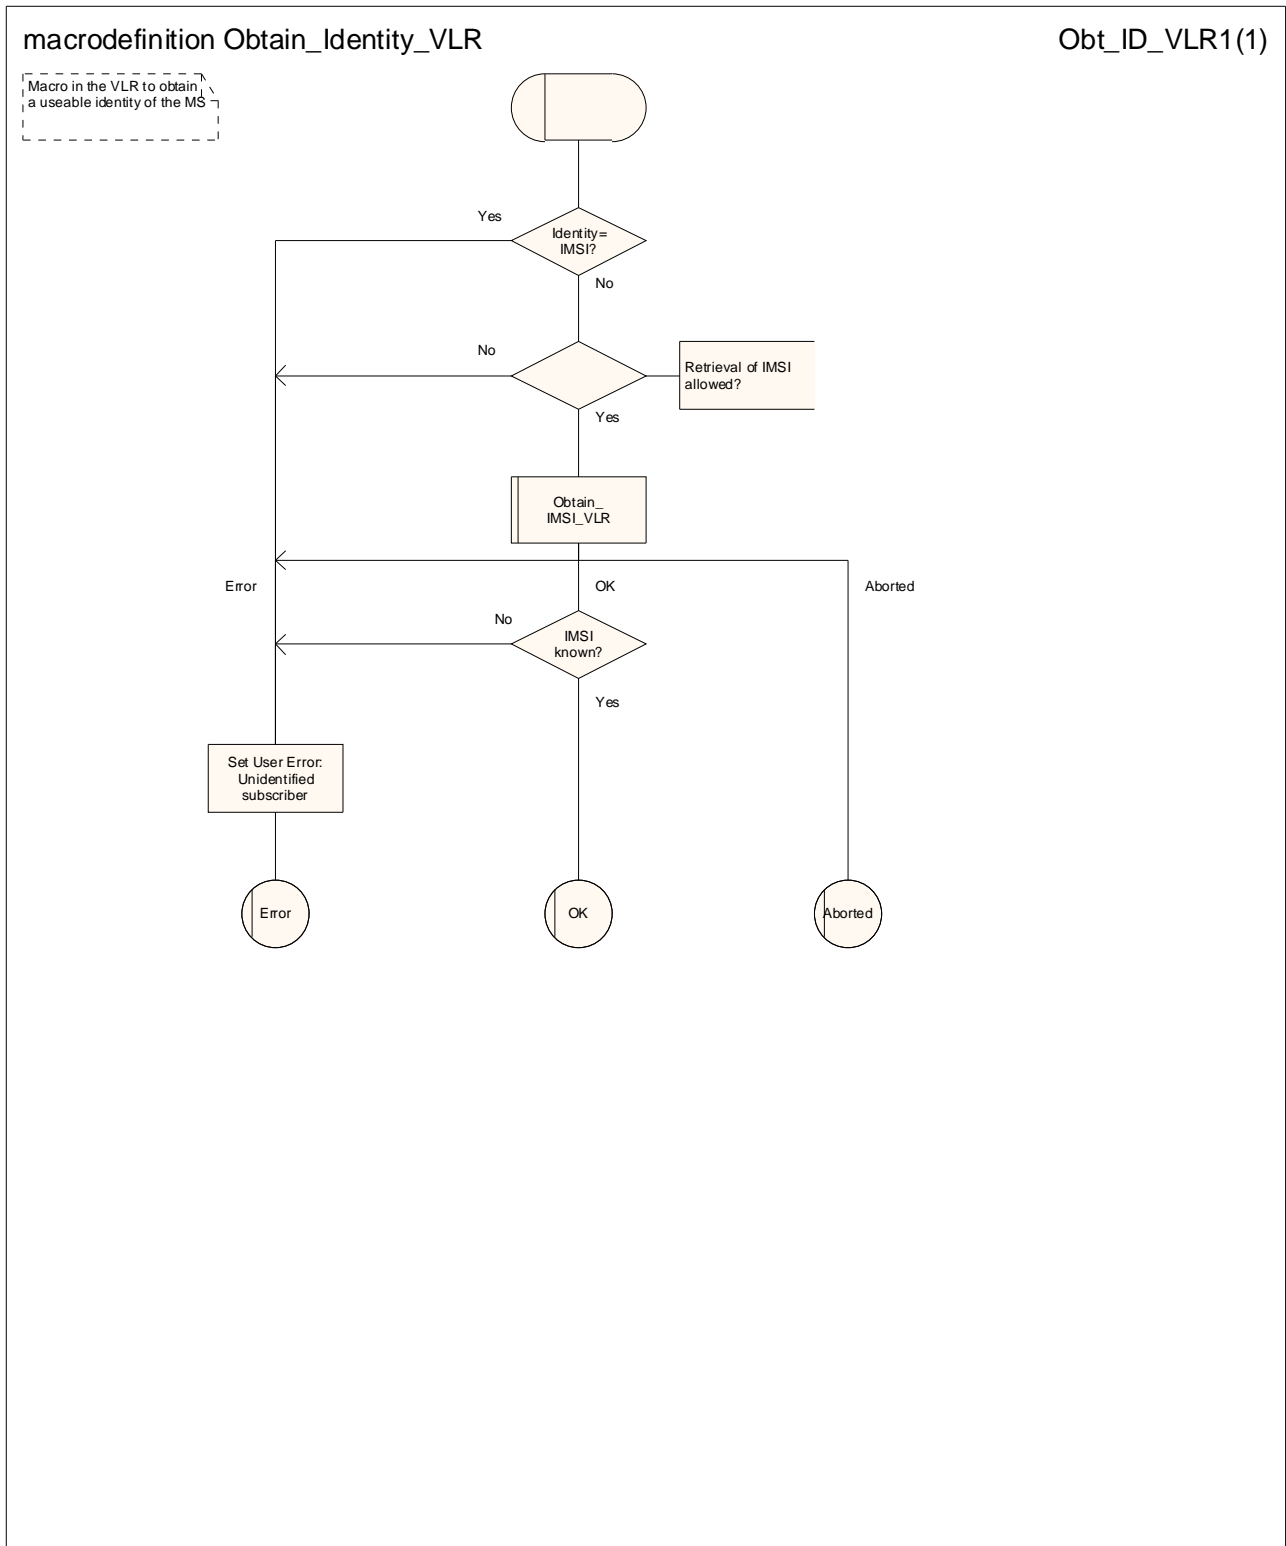 macrodefinition Obtain_Identity_VLR
Obt_ID_VLR1(1)
Macro in the VLR to obtain
a useable identity of the MS
Yes
Identity=
IMSI?
No
No
Retrieval of IMSI
allowed?
Yes
Obtain_
IMSI_VLR
Error
OK
Aborted
No
IMSI
known?
Yes
Set User Error:
Unidentified
subscriber
Error
OK
Aborted